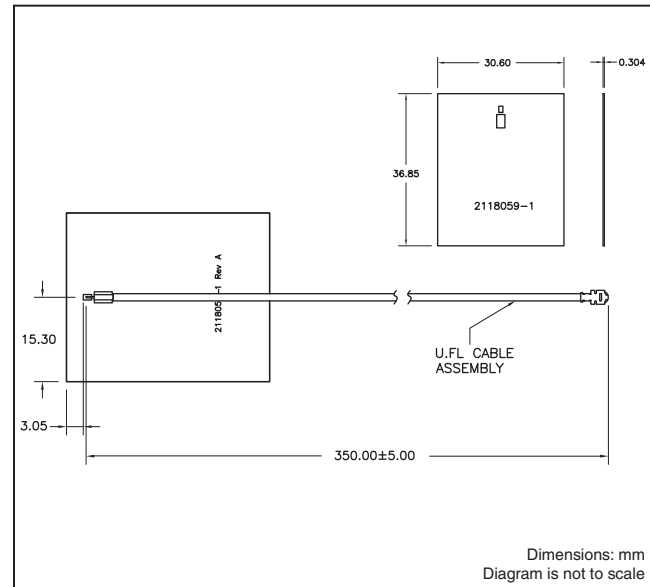 30.60
0.304
36.85
2118059-1
211805 -1 Rev A
15.30
U.FL CABLE
ASSEMBLY
3.05
350.00±5.00
Dimensions: mm
Diagram is not to scale